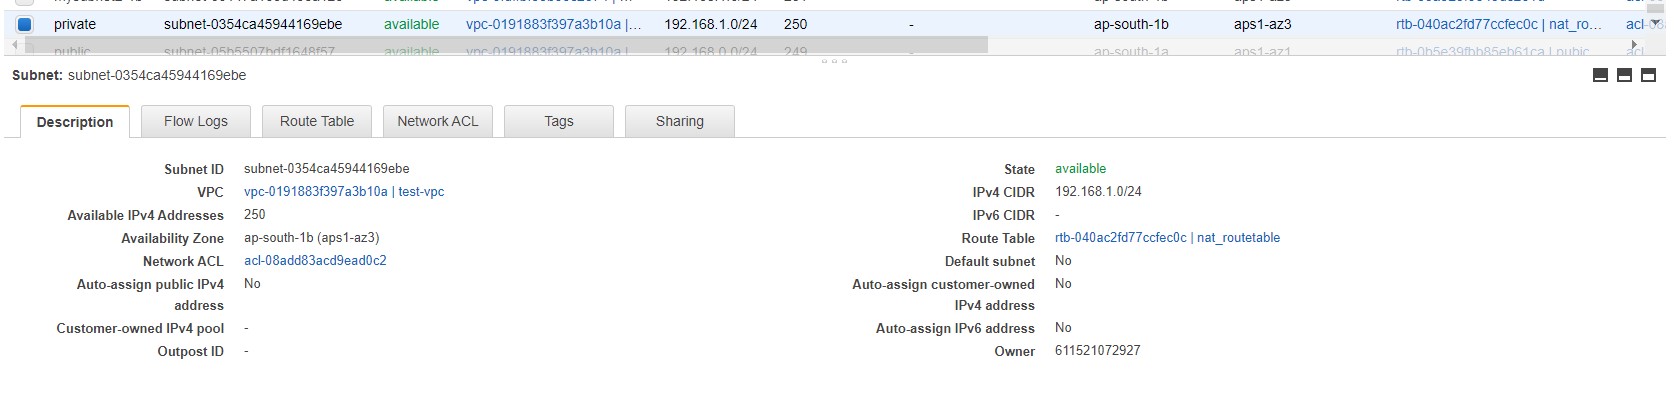 private subnet-0354ca45944169ebe available vpc-0191883f397a3b10a |... 192.168.1.0/24 250 - ap-south-1b aps1-az3 rtb-040ac2fd77ccfec0c | nat_ro...
public subnet-05b5507bdf1648f57 available vpc-0191883f397a3b10a |... 192.168.0.0/24 249 - ap-south-1a aps1-az1 rtb-0b5e39fbb85eb61ca | pubic
Subnet: subnet-0354ca45944169ebe
Description Flow Logs Route Table Network ACL Tags Sharing
Subnet ID subnet-0354ca45944169ebe State available
VPC vpc-0191883f397a3b10a | test-vpc IPv4 CIDR 192.168.1.0/24
Available IPv4 Addresses 250 IPv6 CIDR -
Availability Zone ap-south-1b (aps1-az3) Route Table rtb-040ac2fd77ccfec0c | nat_routetable
Network ACL acl-08add83acd9ead0c2 Default subnet No
Auto-assign public IPv4 address No Auto-assign customer-owned IPv4 address No
Customer-owned IPv4 pool - Auto-assign IPv6 address No
Outpost ID - Owner 611521072927